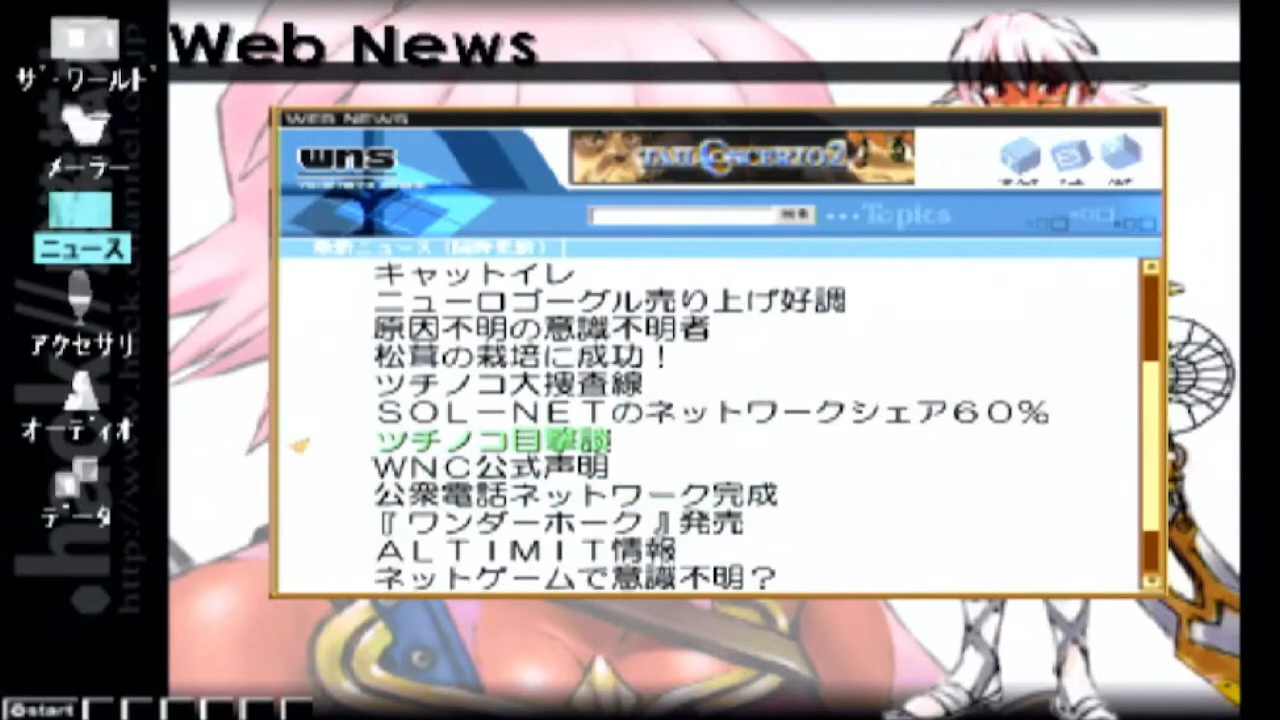 Web News
ザ・ワールド
メーラー
ニュース
アクセサリ
オーディオ
データ
WEB NEWS
wns
検索
Topics
最新ニュース
キャットイレ
ニューロゴーグル売り上げ好調
原因不明の意識不明者
松茸の栽培に成功！
ツチノコ大捜査線
ＳＯＬ－ＮＥＴのネットワークシェア６０％
ツチノコ目撃談
ＷＮＣ公式声明
公衆電話ネットワーク完成
『ワンダーホーク』発売
ＡＬＴＩＭＩＴ情報
ネットゲームで意識不明？
start